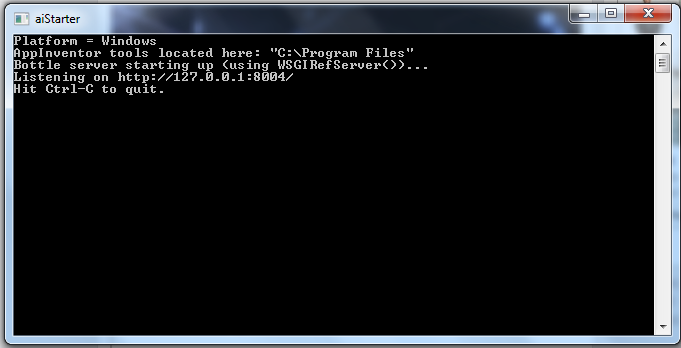 aiStarter
Platform = Windows
AppInventor tools located here: "C:\Program Files"
Bottle server starting up (using WSGIRefServer())...
Listening on http://127.0.0.1:8004/
Hit Ctrl-C to quit.